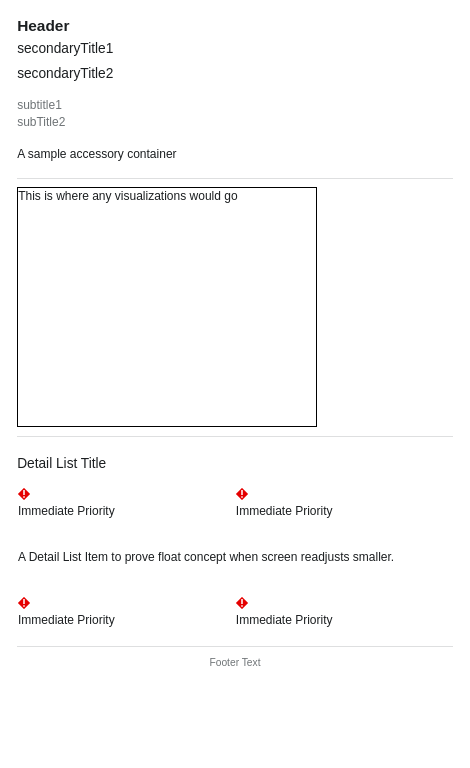 Header
secondaryTitle1
secondaryTitle2
subtitle1
subTitle2
A sample accessory container
This is where any visualizations would go
Detail List Title
Immediate Priority
Immediate Priority
A Detail List Item to prove float concept when screen readjusts smaller.
Immediate Priority
Immediate Priority
Footer Text